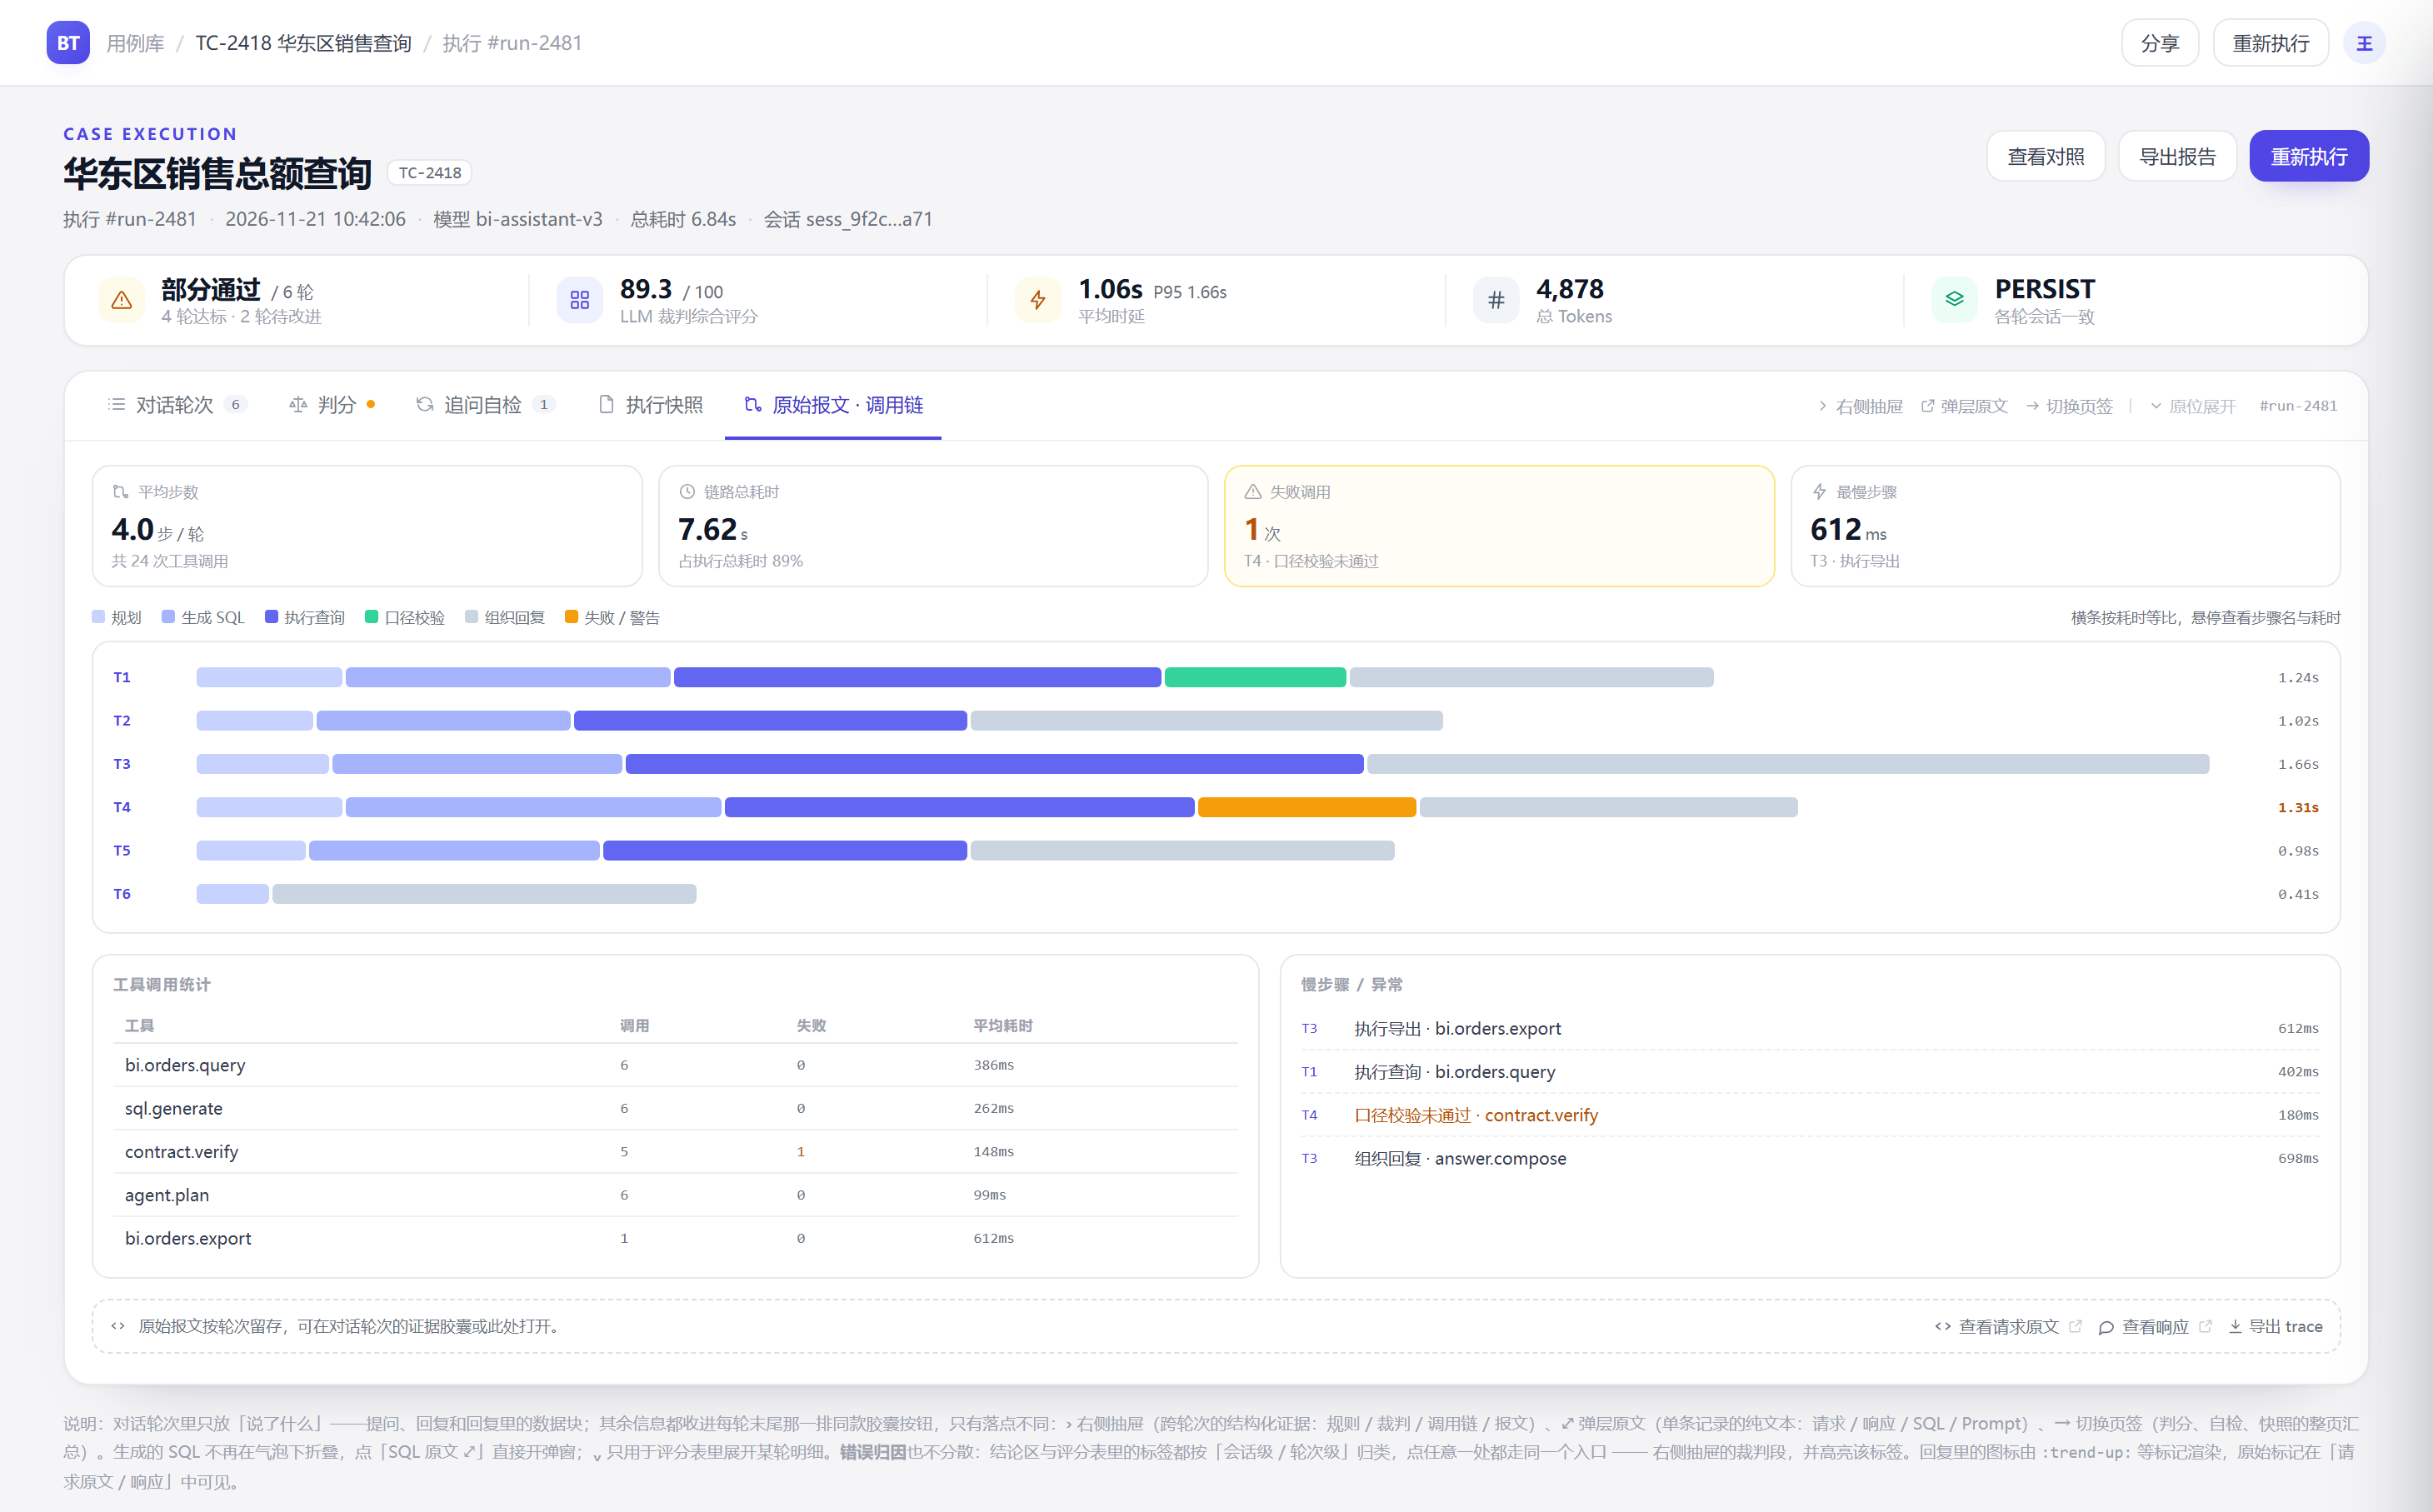 BT 用例库 / TC-2418 华东区销售查询 / 执行 #run-2481 分享 重新执行 王
CASE EXECUTION
华东区销售总额查询 TC-2418
查看对照 导出报告 重新执行
执行 #run-2481 · 2026-11-21 10:42:06 · 模型 bi-assistant-v3 · 总耗时 6.84s · 会话 sess_9f2c…a71
部分通过 / 6 轮
4 轮达标 · 2 轮待改进
89.3 / 100
LLM 裁判综合评分
1.06s P95 1.66s
平均时延
4,878
总 Tokens
PERSIST
各轮会话一致
对话轮次 6 判分 追问自检 1 执行快照 原始报文 · 调用链 右侧抽屉 弹层原文 切换页签 原位展开 #run-2481
平均步数
4.0 步 / 轮
共 24 次工具调用
链路总耗时
7.62 s
占执行总耗时 89%
失败调用
1 次
T4 · 口径校验未通过
最慢步骤
612 ms
T3 · 执行导出
规划 生成 SQL 执行查询 口径校验 组织回复 失败 / 警告 横条按耗时等比，悬停查看步骤名与耗时
T1 1.24s
T2 1.02s
T3 1.66s
T4 1.31s
T5 0.98s
T6 0.41s
工具调用统计
工具 调用 失败 平均耗时
bi.orders.query 6 0 386ms
sql.generate 6 0 262ms
contract.verify 5 1 148ms
agent.plan 6 0 99ms
bi.orders.export 1 0 612ms
慢步骤 / 异常
T3 执行导出 · bi.orders.export 612ms
T1 执行查询 · bi.orders.query 402ms
T4 口径校验未通过 · contract.verify 180ms
T3 组织回复 · answer.compose 698ms
原始报文按轮次留存，可在对话轮次的证据胶囊或此处打开。 查看请求原文 查看响应 导出 trace
说明：对话轮次里只放「说了什么」——提问、回复和回复里的数据块；其余信息都收进每轮末尾那一排同款胶囊按钮，只有落点不同：› 右侧抽屉（跨轮次的结构化证据：规则 / 裁判 / 调用链 / 报文）、⤢ 弹层原文（单条记录的纯文本：请求 / 响应 / SQL / Prompt）、→ 切换页签（判分、自检、快照的整页汇
总）。生成的 SQL 不再在气泡下折叠，点「SQL 原文 ⤢」直接开弹窗；⌄ 只用于评分表里展开某轮明细。错误归因也不分散：结论区与评分表里的标签都按「会话级 / 轮次级」归类，点任意一处都走同一个入口 —— 右侧抽屉的裁判段，并高亮该标签。回复里的图标由 :trend-up: 等标记渲染，原始标记在「请
求原文 / 响应」中可见。